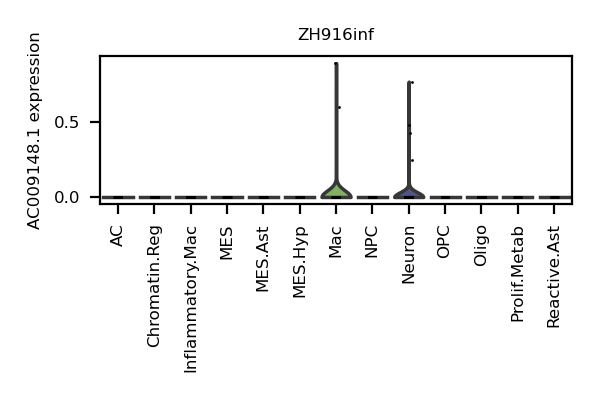 ZH916inf
AC009148.1 expression
0.5
0.0
AC
Chromatin.Reg
Inflammatory.Mac
MES
MES.Ast
MES.Hyp
Mac
NPC
Neuron
OPC
Oligo
Prolif.Metab
Reactive.Ast